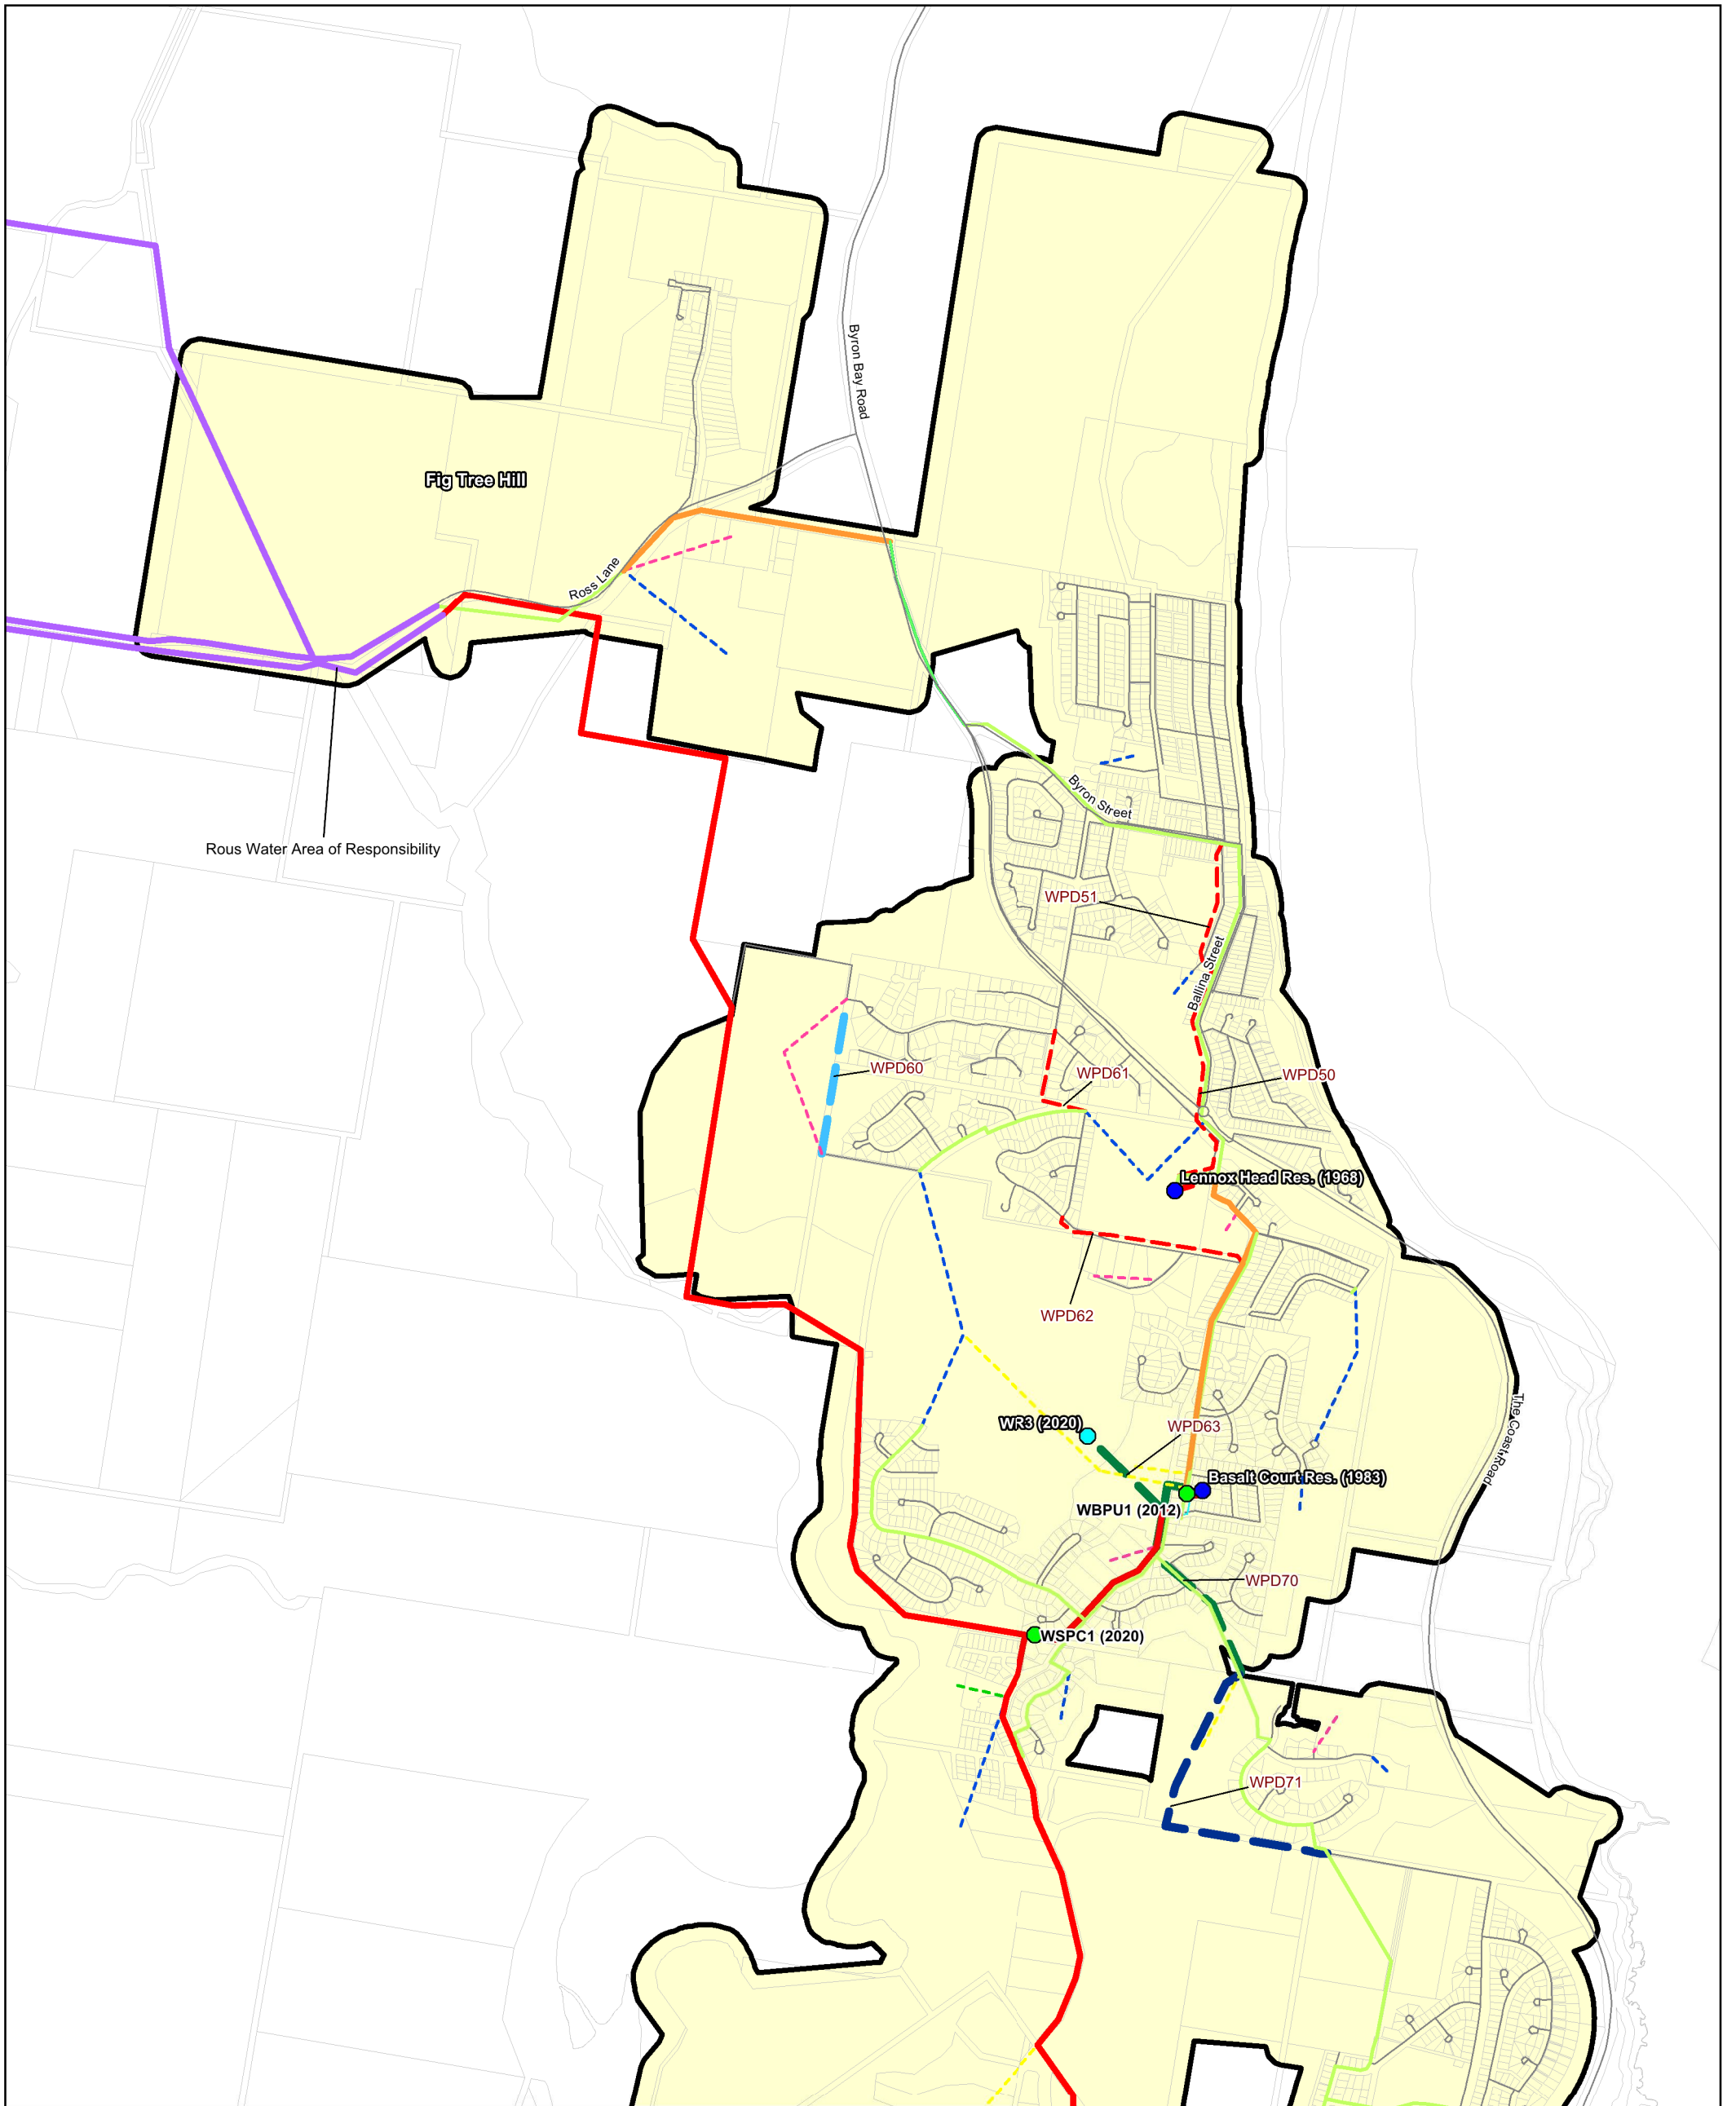 Byron Bay Road
Fig Tree Hill
Ross Lane
Byron Street
Rous Water Area of Responsibility
WPD51
Ballina Street
WPD60
WPD61
WPD50
Lennox Head Res. (1968)
WPD62
The Coast Road
WR3 (2020)
WPD63
Basalt Court Res. (1983)
WBPU1 (2012)
WPD70
WSPC1 (2020)
WPD71